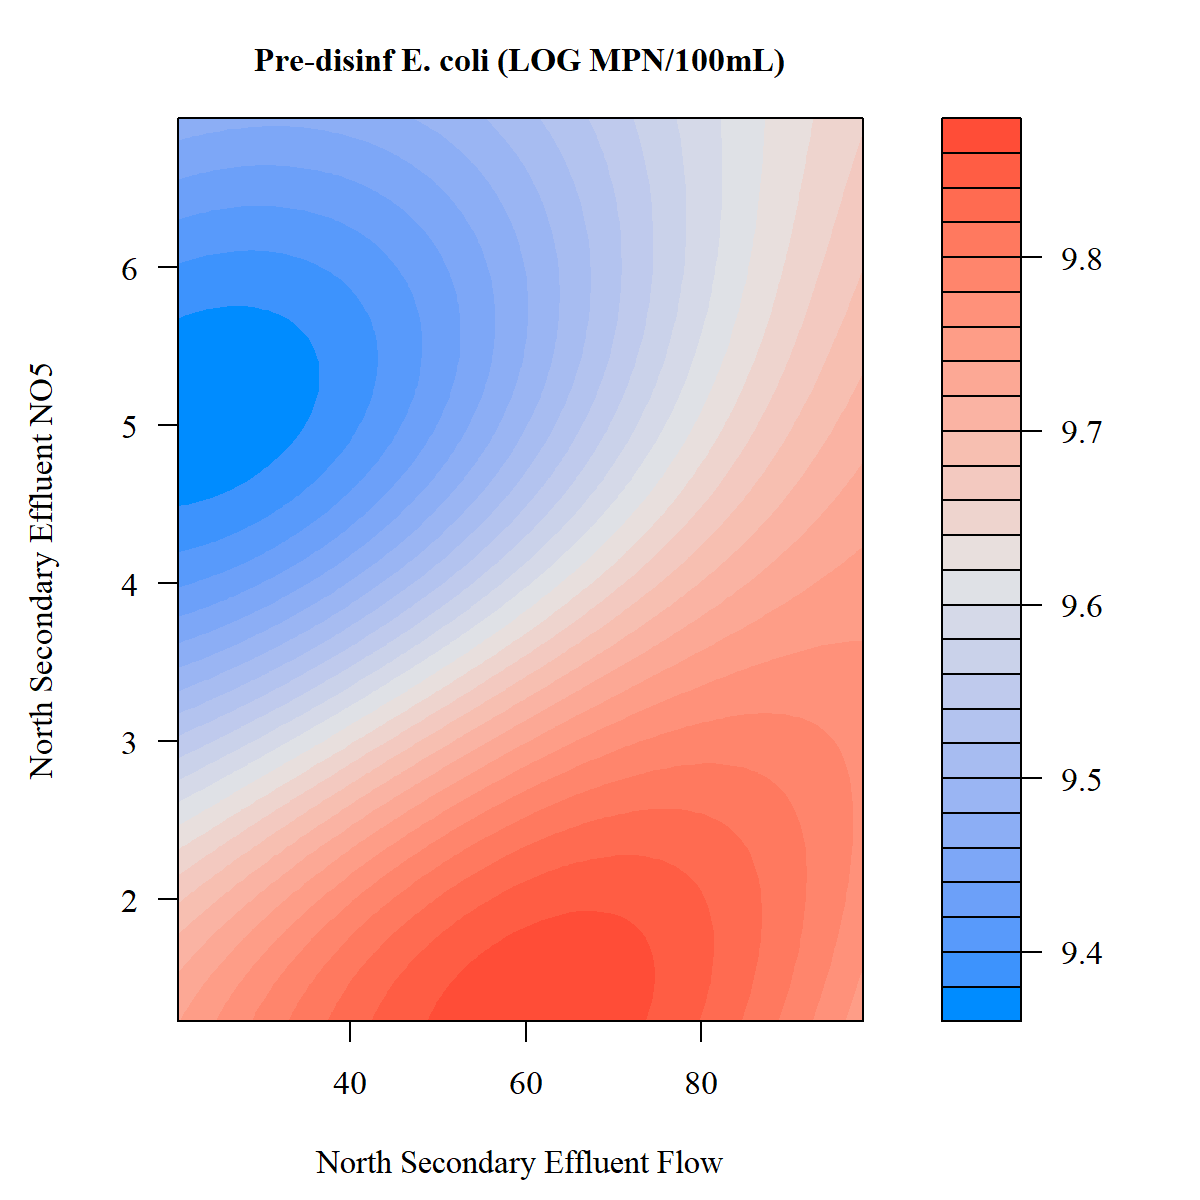 Pre-disinf E. coli (LOG MPN/100mL)
North Secondary Effluent NO5
6
5
4
3
2
40 60 80
North Secondary Effluent Flow
9.8
9.7
9.6
9.5
9.4